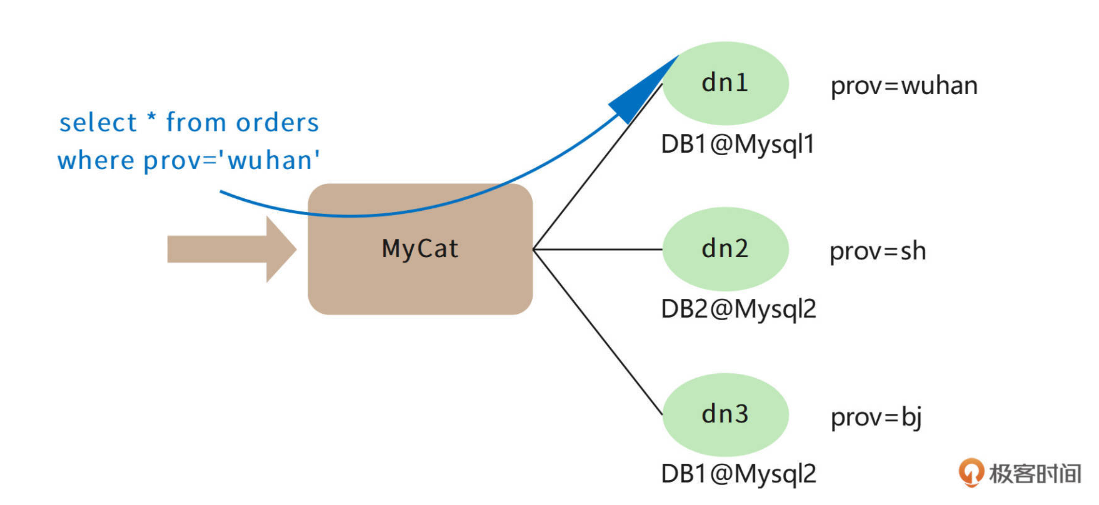 select * from orders
where prov='wuhan'
MyCat
dn1
prov=wuhan
DB1@Mysql1
dn2
prov=sh
DB2@Mysql2
dn3
prov=bj
DB1@Mysql2
极客时间